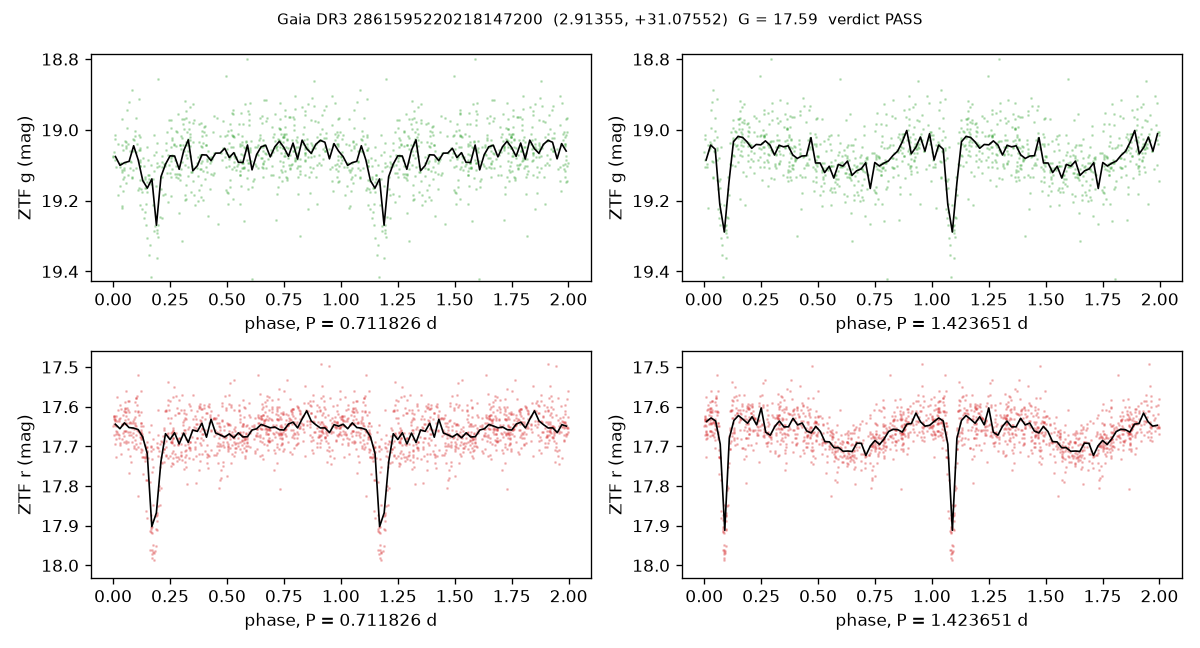 Gaia DR3 2861595220218147200 (2.91355, +31.07552) G = 17.59 verdict PASS
18.8
19.0
19.2
19.4
ZTF g (mag)
0.00 0.25 0.50 0.75 1.00 1.25 1.50 1.75 2.00
phase, P = 0.711826 d
18.8
19.0
19.2
19.4
ZTF g (mag)
0.00 0.25 0.50 0.75 1.00 1.25 1.50 1.75 2.00
phase, P = 1.423651 d
17.5
17.6
17.7
17.8
17.9
18.0
ZTF r (mag)
0.00 0.25 0.50 0.75 1.00 1.25 1.50 1.75 2.00
phase, P = 0.711826 d
17.5
17.6
17.7
17.8
17.9
18.0
ZTF r (mag)
0.00 0.25 0.50 0.75 1.00 1.25 1.50 1.75 2.00
phase, P = 1.423651 d